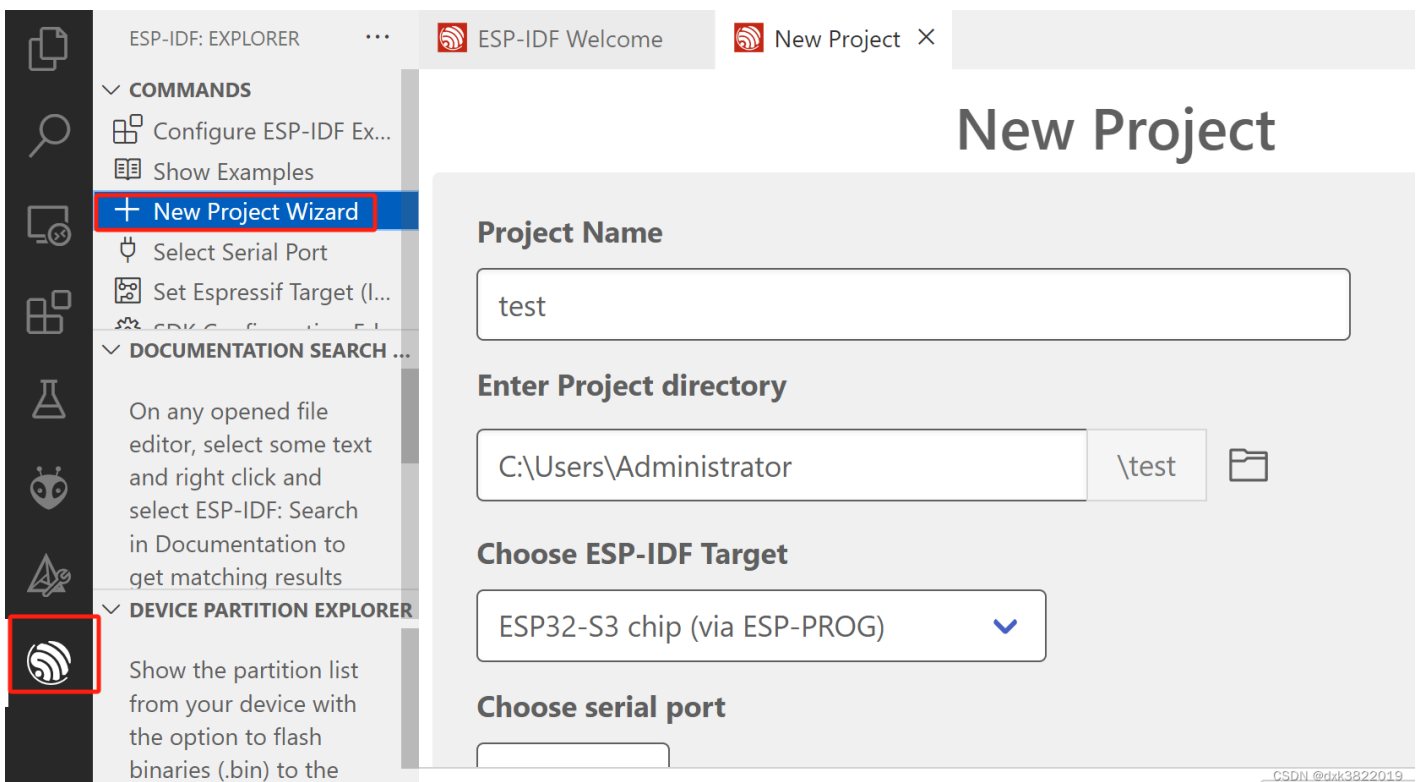 ESP-IDF: EXPLORER
ESP-IDF Welcome
New Project
COMMANDS
Configure ESP-IDF Ex...
Show Examples
New Project Wizard
Select Serial Port
Set Espressif Target (I...
DOCUMENTATION SEARCH ...
On any opened file
editor, select some text
and right click and
select ESP-IDF: Search
in Documentation to
get matching results
DEVICE PARTITION EXPLORER
Show the partition list
from your device with
the option to flash
binaries (.bin) to the
New Project
Project Name
test
Enter Project directory
C:\Users\Administrator
\test
Choose ESP-IDF Target
ESP32-S3 chip (via ESP-PROG)
Choose serial port
CSDN @dxk3822019